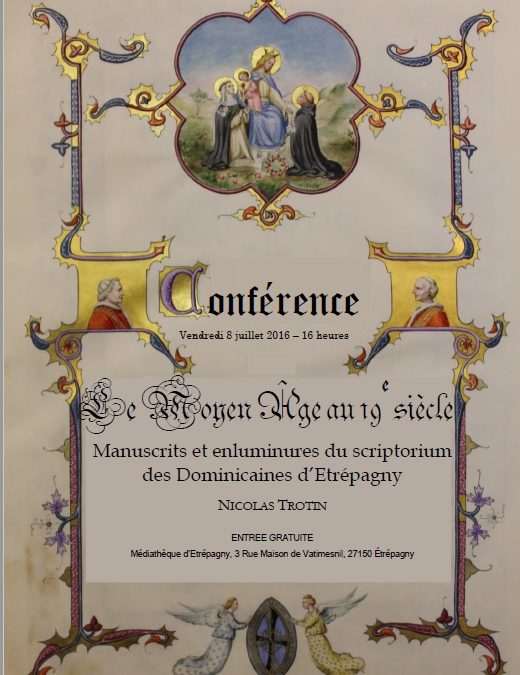 Conférence
Vendredi 8 juillet 2016 – 16 heures
Le Moyen Âge au 19e siècle
Manuscrits et enluminures du scriptorium
des Dominicaines d'Etrépagny
NICOLAS TROTIN
ENTREE GRATUITE
Médiathèque d'Etrépagny, 3 Rue Maison de Vatimesnil, 27150 Étrépagny